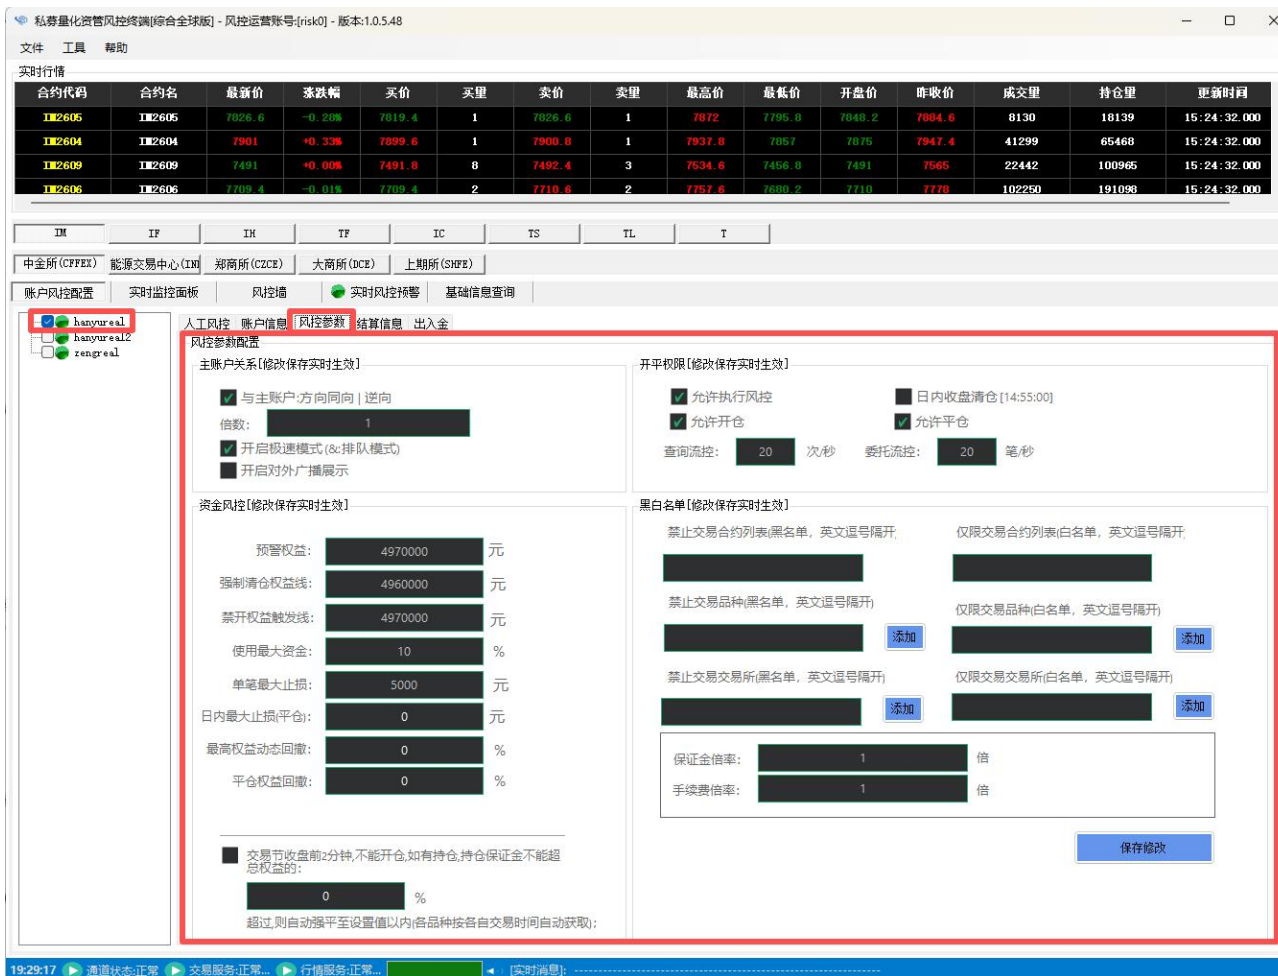 私募量化资管风控终端[综合全球版] - 风控运营账号:[risk0] - 版本:1.0.5.48
文件 工具 帮助
实时行情
合约代码 合约名 最新价 涨跌幅 买价 买量 卖价 卖量 最高价 最低价 开盘价 昨收价 成交量 持仓量 更新时间
IM2605 IM2605 7826.6 -0.28% 7819.4 1 7826.6 1 7872 7795.8 7848.2 7884.6 8130 18139 15:24:32.000
IM2604 IM2604 7901 +0.33% 7899.6 1 7900.8 1 7937.8 7857 7875 7947.4 41299 65468 15:24:32.000
IM2609 IM2609 7491 +0.00% 7491.8 8 7492.4 3 7534.6 7456.8 7491 7565 22442 100965 15:24:32.000
IM2606 IM2606 7709.4 -0.01% 7709.4 2 7710.6 2 7757.6 7680.2 7710 7778 102250 191098 15:24:32.000
IM IF IH TF IC TS TL T
中金所(CFFEX) 能源交易中心(INE 郑商所(CZCE) 大商所(DCE) 上期所(SHFE)
账户风控配置 实时监控面板 风控墙 实时风控预警 基础信息查询
hanyureal
hanyureal2
zengreal
人工风控 账户信息 风控参数 结算信息 出入金
风控参数配置
主账户关系[修改保存实时生效]
与主账户:方向同向 | 逆向
倍数: 1
开启极速模式(&:排队模式)
开启对外广播展示
开平权限[修改保存实时生效]
允许执行风控 日内收盘清仓[14:55:00]
允许开仓 允许平仓
查询流控: 20 次/秒 委托流控: 20 笔/秒
资金风控[修改保存实时生效]
预警权益: 4970000 元
强制清仓权益线: 4960000 元
禁开权益触发线: 4970000 元
使用最大资金: 10 %
单笔最大止损: 5000 元
日内最大止损(平仓): 0 元
最高权益动态回撤: 0 %
平仓权益回撤: 0 %
交易节收盘前2分钟,不能开仓,如有持仓,持仓保证金不能超
总权益的:
0 %
超过,则自动强平至设置值以内(各品种按各自交易时间自动获取);
黑白名单[修改保存实时生效]
禁止交易合约列表(黑名单，英文逗号隔开 仅限交易合约列表(白名单，英文逗号隔开
禁止交易品种(黑名单，英文逗号隔开) 仅限交易品种(白名单，英文逗号隔开)
添加 添加
禁止交易交易所(黑名单，英文逗号隔开) 仅限交易交易所(白名单，英文逗号隔开)
添加 添加
保证金倍率: 1 倍
手续费倍率: 1 倍
保存修改
19:29:17 通道状态:正常 交易服务:正常... 行情服务:正常... [实时消息]: ----------------------------------------------------------------